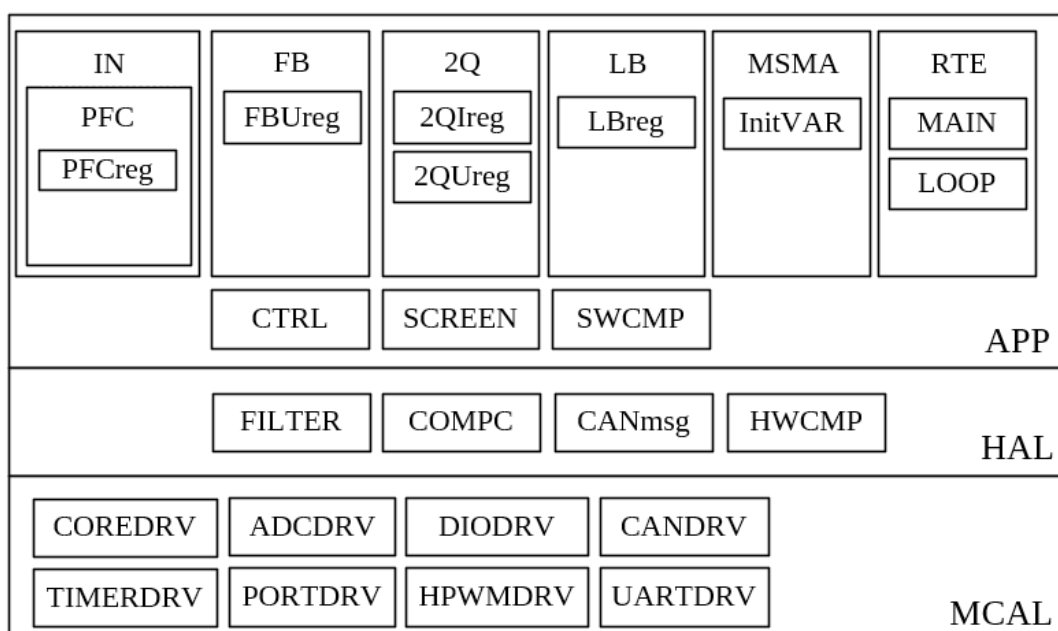 IN
PFC
PFCreg
FB
FBUreg
2Q
2QIreg
2QUreg
LB
LBreg
MSMA
InitVAR
RTE
MAIN
LOOP
CTRL
SCREEN
SWCMP
APP
FILTER
COMPC
CANmsg
HWCMP
HAL
COREDRV
ADCDRV
DIODRV
CANDRV
TIMERDRV
PORTDRV
HPWMDRV
UARTDRV
MCAL